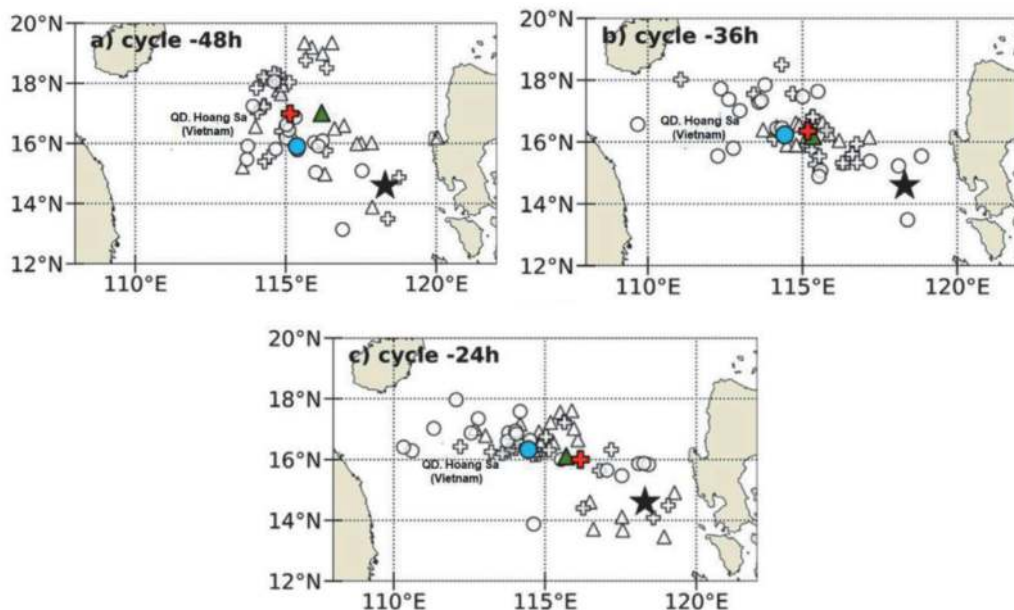 20°N
a) cycle -48h
18°N
QD. Hoang Sa
(Vietnam)
16°N
14°N
12°N
110°E 115°E 120°E
20°N
b) cycle -36h
18°N
QD. Hoang Sa
(Vietnam)
16°N
14°N
12°N
110°E 115°E 120°E
20°N
c) cycle -24h
18°N
16°N
QD. Hoang Sa
(Vietnam)
14°N
12°N
110°E 115°E 120°E